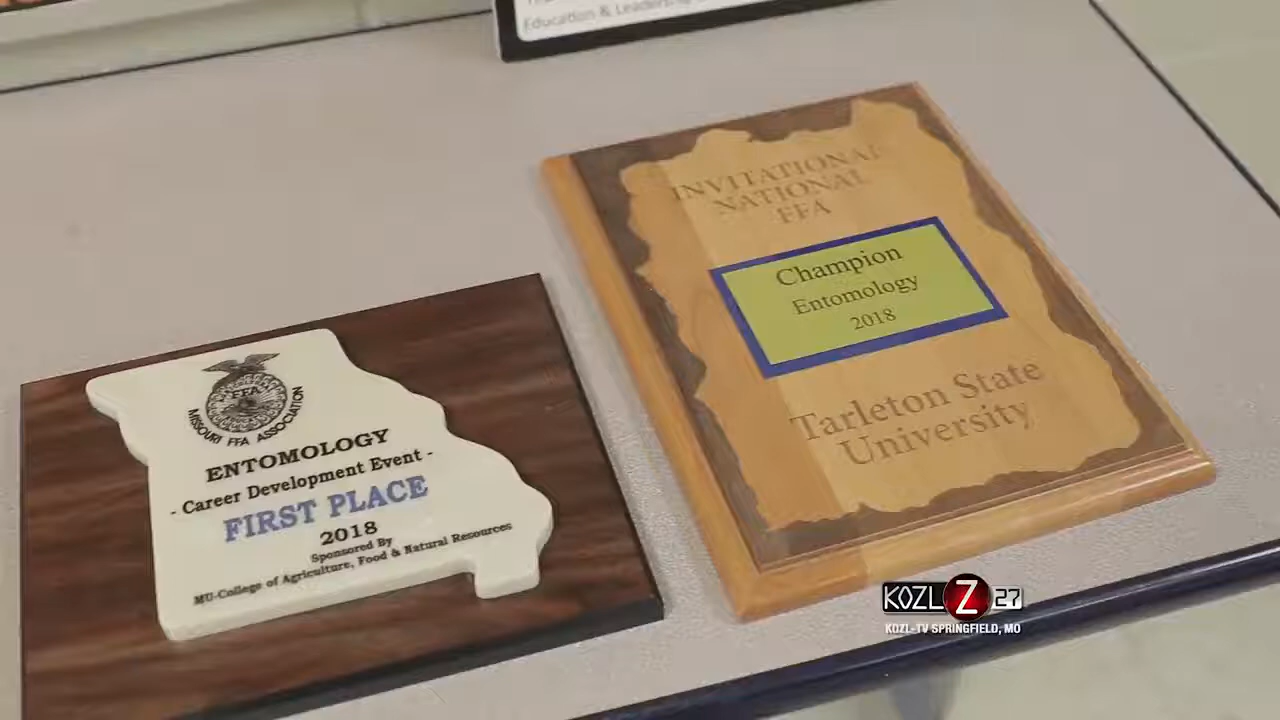 Education & Leadership
INVITATIONAL
NATIONAL
FFA
Champion
Entomology
2018
Tarleton State
University
FFA
MISSOURI FFA ASSOCIATION
ENTOMOLOGY
- Career Development Event -
FIRST PLACE
2018
Sponsored By
MU-College of Agriculture, Food & Natural Resources
KOZL Z 27
KOZL-TV SPRINGFIELD, MO